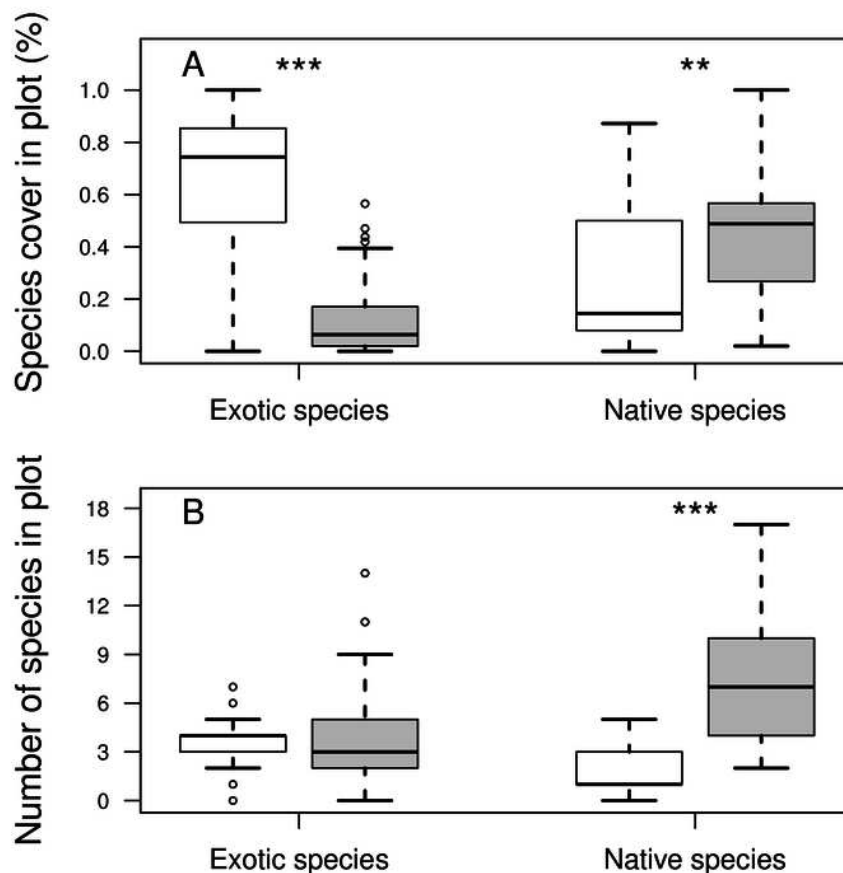 Species cover in plot (%)
A
***
**
1.0
0.8
0.6
0.4
0.2
0.0
Exotic species
Native species
Number of species in plot
B
***
18
15
12
9
6
3
0
Exotic species
Native species